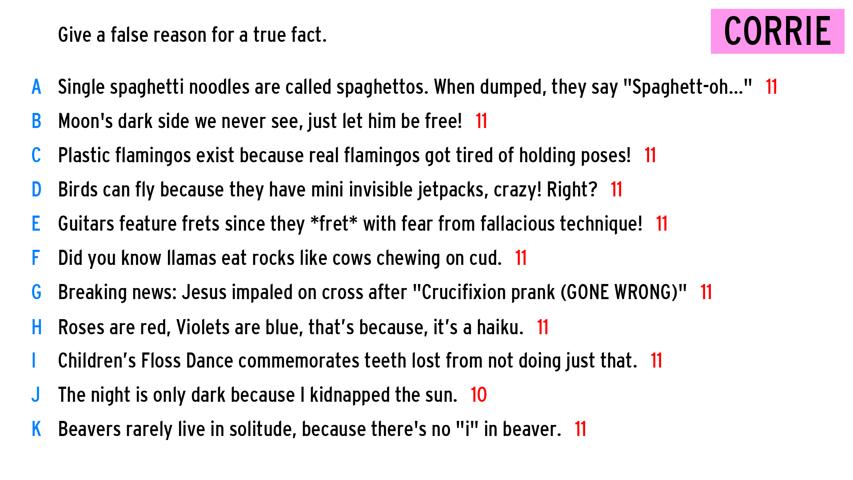 Give a false reason for a true fact.
CORRIE
A Single spaghetti noodles are called spaghettos. When dumped, they say "Spaghett-oh..." 11
B Moon's dark side we never see, just let him be free! 11
C Plastic flamingos exist because real flamingos got tired of holding poses! 11
D Birds can fly because they have mini invisible jetpacks, crazy! Right? 11
E Guitars feature frets since they *fret* with fear from fallacious technique! 11
F Did you know llamas eat rocks like cows chewing on cud. 11
G Breaking news: Jesus impaled on cross after "Crucifixion prank (GONE WRONG)" 11
H Roses are red, Violets are blue, that’s because, it’s a haiku. 11
I Children’s Floss Dance commemorates teeth lost from not doing just that. 11
J The night is only dark because I kidnapped the sun. 10
K Beavers rarely live in solitude, because there's no "i" in beaver. 11